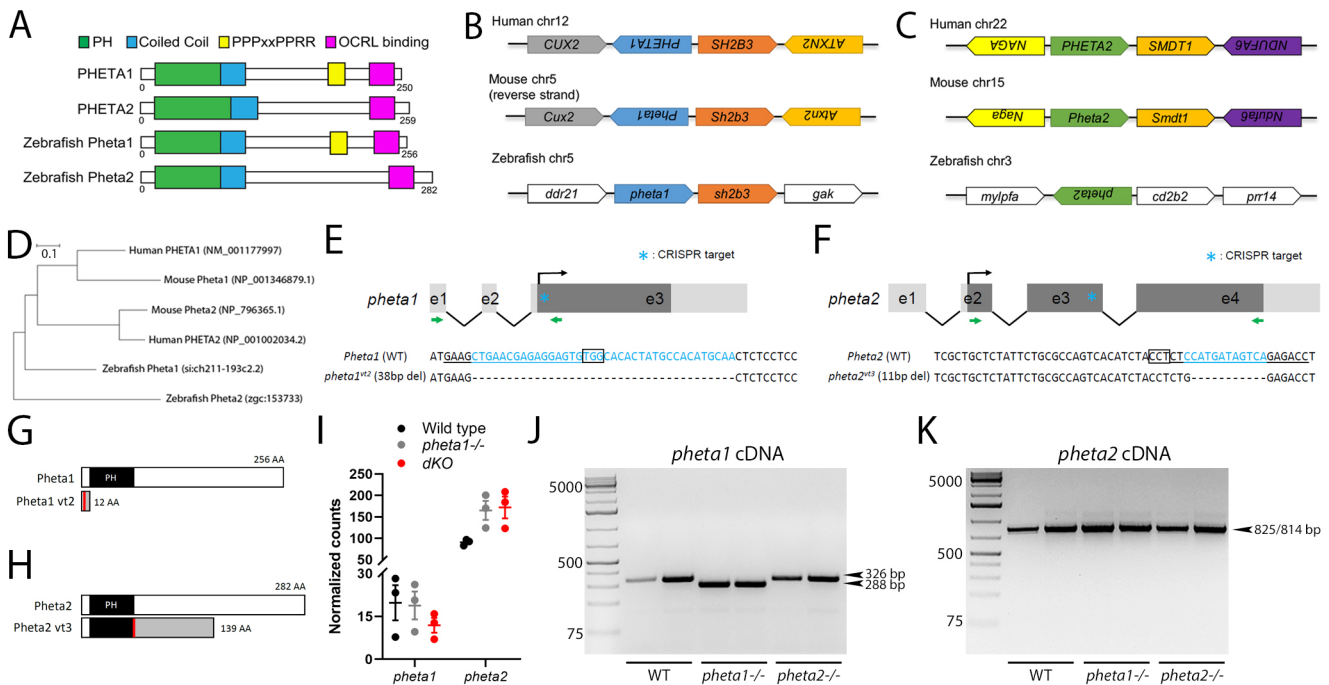 A
PH Coiled Coil PPPxxPPRR OCRL binding
PHETA1
0 250
PHETA2
0 259
Zebrafish Pheta1
0 256
Zebrafish Pheta2
0 282
B
Human chr12
CUX2 PHETA1 SH2B3 ATXN2
Mouse chr5
(reverse strand)
Cux2 Pheta1 Sh2b3 Atxn2
Zebrafish chr5
ddr21 pheta1 sh2b3 gak
C
Human chr22
NAGA PHETA2 SMDT1 NDUFA6
Mouse chr15
Naga Pheta2 Smdt1 Ndufa6
Zebrafish chr3
mylpfa pheta2 cd2b2 prr14
D
0.1
Human PHETA1 (NM_001177997)
Mouse Pheta1 (NP_001346879.1)
Mouse Pheta2 (NP_796365.1)
Human PHETA2 (NP_001002034.2)
Zebrafish Pheta1 (si:ch211-193c2.2)
Zebrafish Pheta2 (zgc:153733)
E
* : CRISPR target
pheta1 e1 e2 * e3
Pheta1 (WT) ATGAAGCTGAACGAGAGGAGTGTGGCACACTATGCCACATGCAACTCTCCTCC
pheta1vt2 (38bp del) ATGAAG--------------------------------------CTCTCCTCC
F
* : CRISPR target
pheta2 e1 e2 e3 * e4
Pheta2 (WT) TCGCTGCTCTATTCTGCGCCAGTCACATCTACCTCTCCATGATAGTCAGAGACCT
pheta2vt3 (11bp del) TCGCTGCTCTATTCTGCGCCAGTCACATCTACCTCTG-----------GAGACCT
G
256 AA
Pheta1 PH
Pheta1 vt2 12 AA
H
282 AA
Pheta2 PH
Pheta2 vt3 139 AA
I
Wild type
pheta1-/-
dKO
Normalized counts
250
200
150
100
50
30
15
0
pheta1 pheta2
J
pheta1 cDNA
5000
500
75
326 bp
288 bp
WT pheta1-/- pheta2-/-
K
pheta2 cDNA
5000
500
75
825/814 bp
WT pheta1-/- pheta2-/-